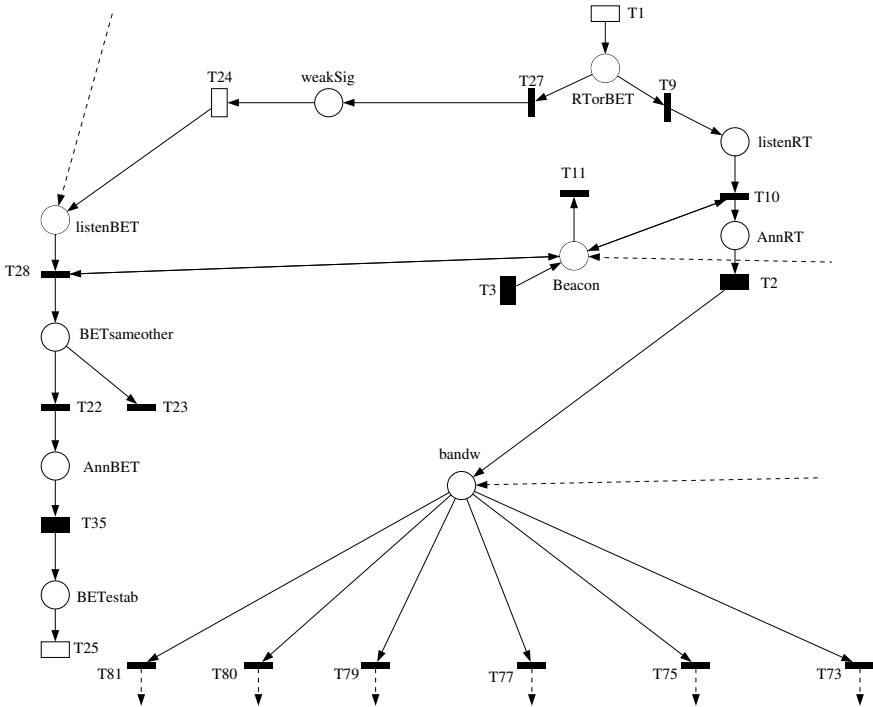 T1
weakSig
T24
T27
T9
RTorBET
listenRT
T11
T10
listenBET
AnnRT
T28
T3
Beacon
T2
BETsameother
T22
T23
bandw
AnnBET
T35
BETestab
T25
T81
T80
T79
T77
T75
T73